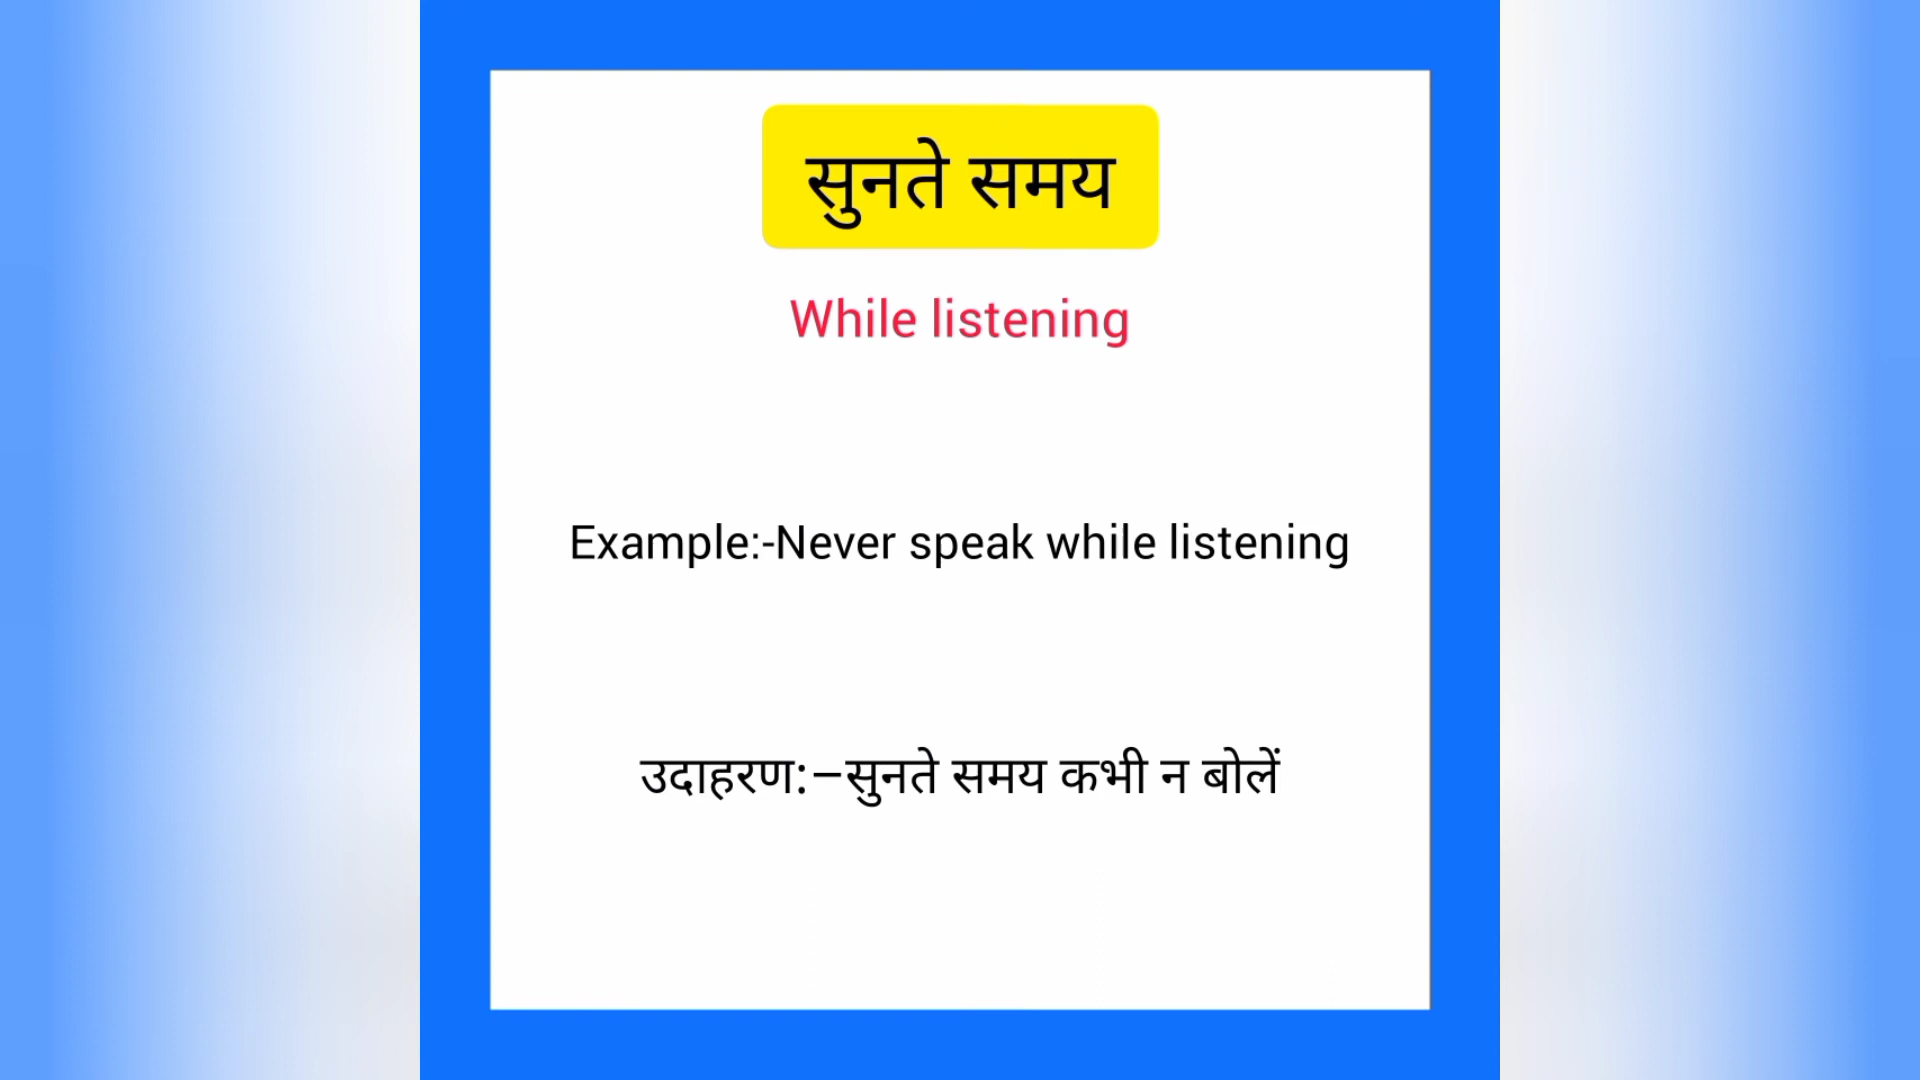 सुनते समय
While listening
Example:-Never speak while listening
उदाहरण:–सुनते समय कभी न बोलें